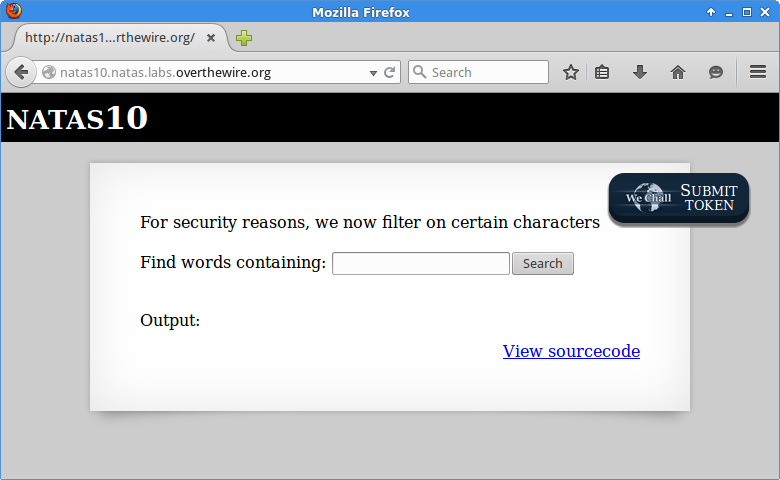 Mozilla Firefox
http://natas1...rthewire.org/
natas10.natas.labs.overthewire.org
Search
NATAS10
We Chall
SUBMIT
TOKEN
For security reasons, we now filter on certain characters
Find words containing:
Search
Output:
View sourcecode